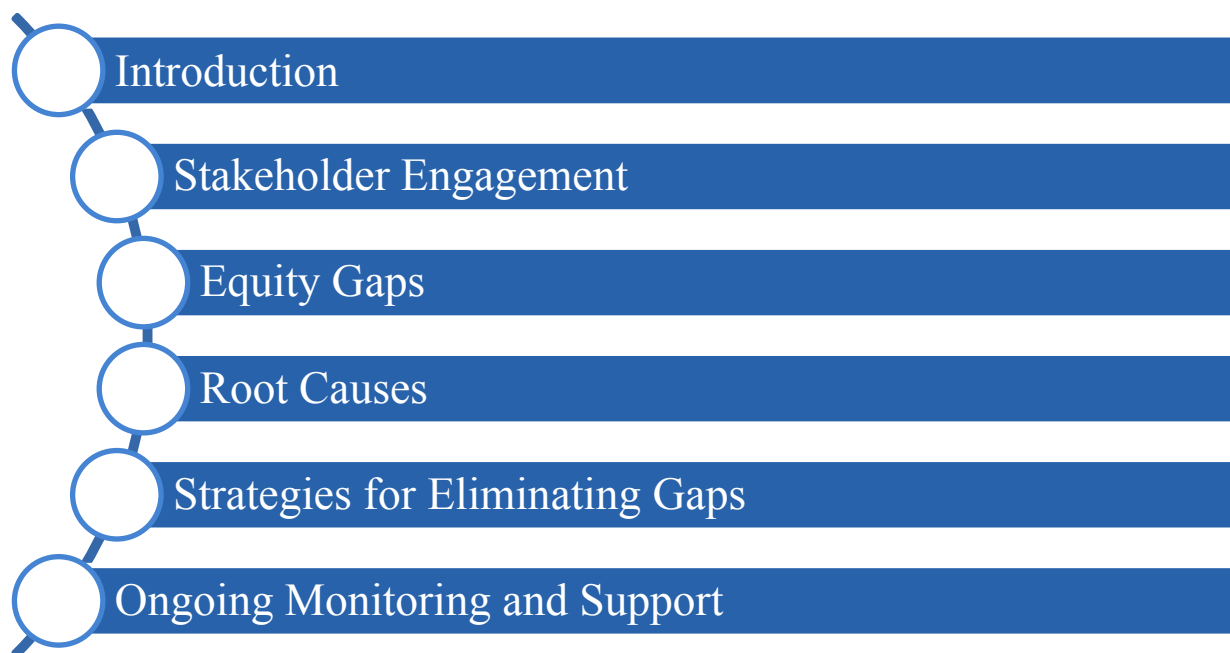 Introduction
Stakeholder Engagement
Equity Gaps
Root Causes
Strategies for Eliminating Gaps
Ongoing Monitoring and Support